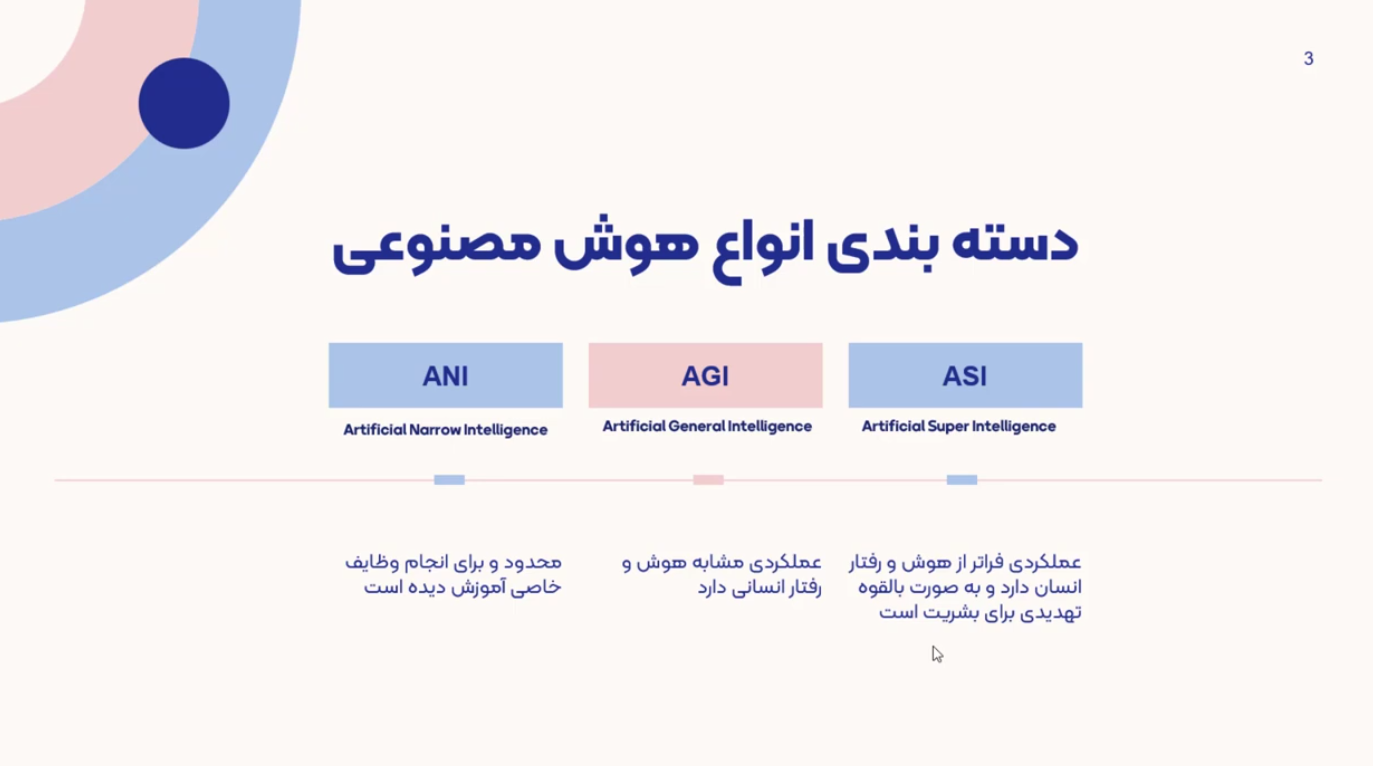 3
دسته بندی انواع هوش مصنوعی
ASI
Artificial Super Intelligence
عملکردی فراتر از هوش و رفتار
انسان دارد و به صورت بالقوه
تهدیدی برای بشریت است
AGI
Artificial General Intelligence
عملکردی مشابه هوش و
رفتار انسانی دارد
ANI
Artificial Narrow Intelligence
محدود و برای انجام وظایف
خاصی آموزش دیده است